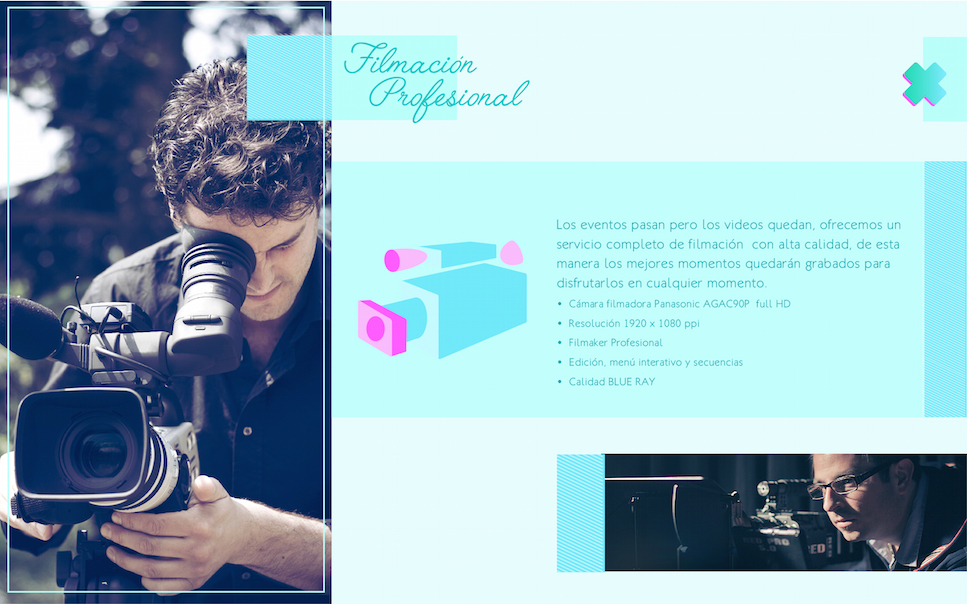 Filmación
Profesional
Los eventos pasan pero los videos quedan, ofrecemos un
servicio completo de filmación con alta calidad, de esta
manera los mejores momentos quedarán grabados para
disfrutarlos en cualquier momento.
• Cámara filmadora Panasonic AGAC90P full HD
• Resolución 1920 x 1080 ppi
• Filmaker Profesional
• Edición, menú interativo y secuencias
• Calidad BLUE RAY
RED